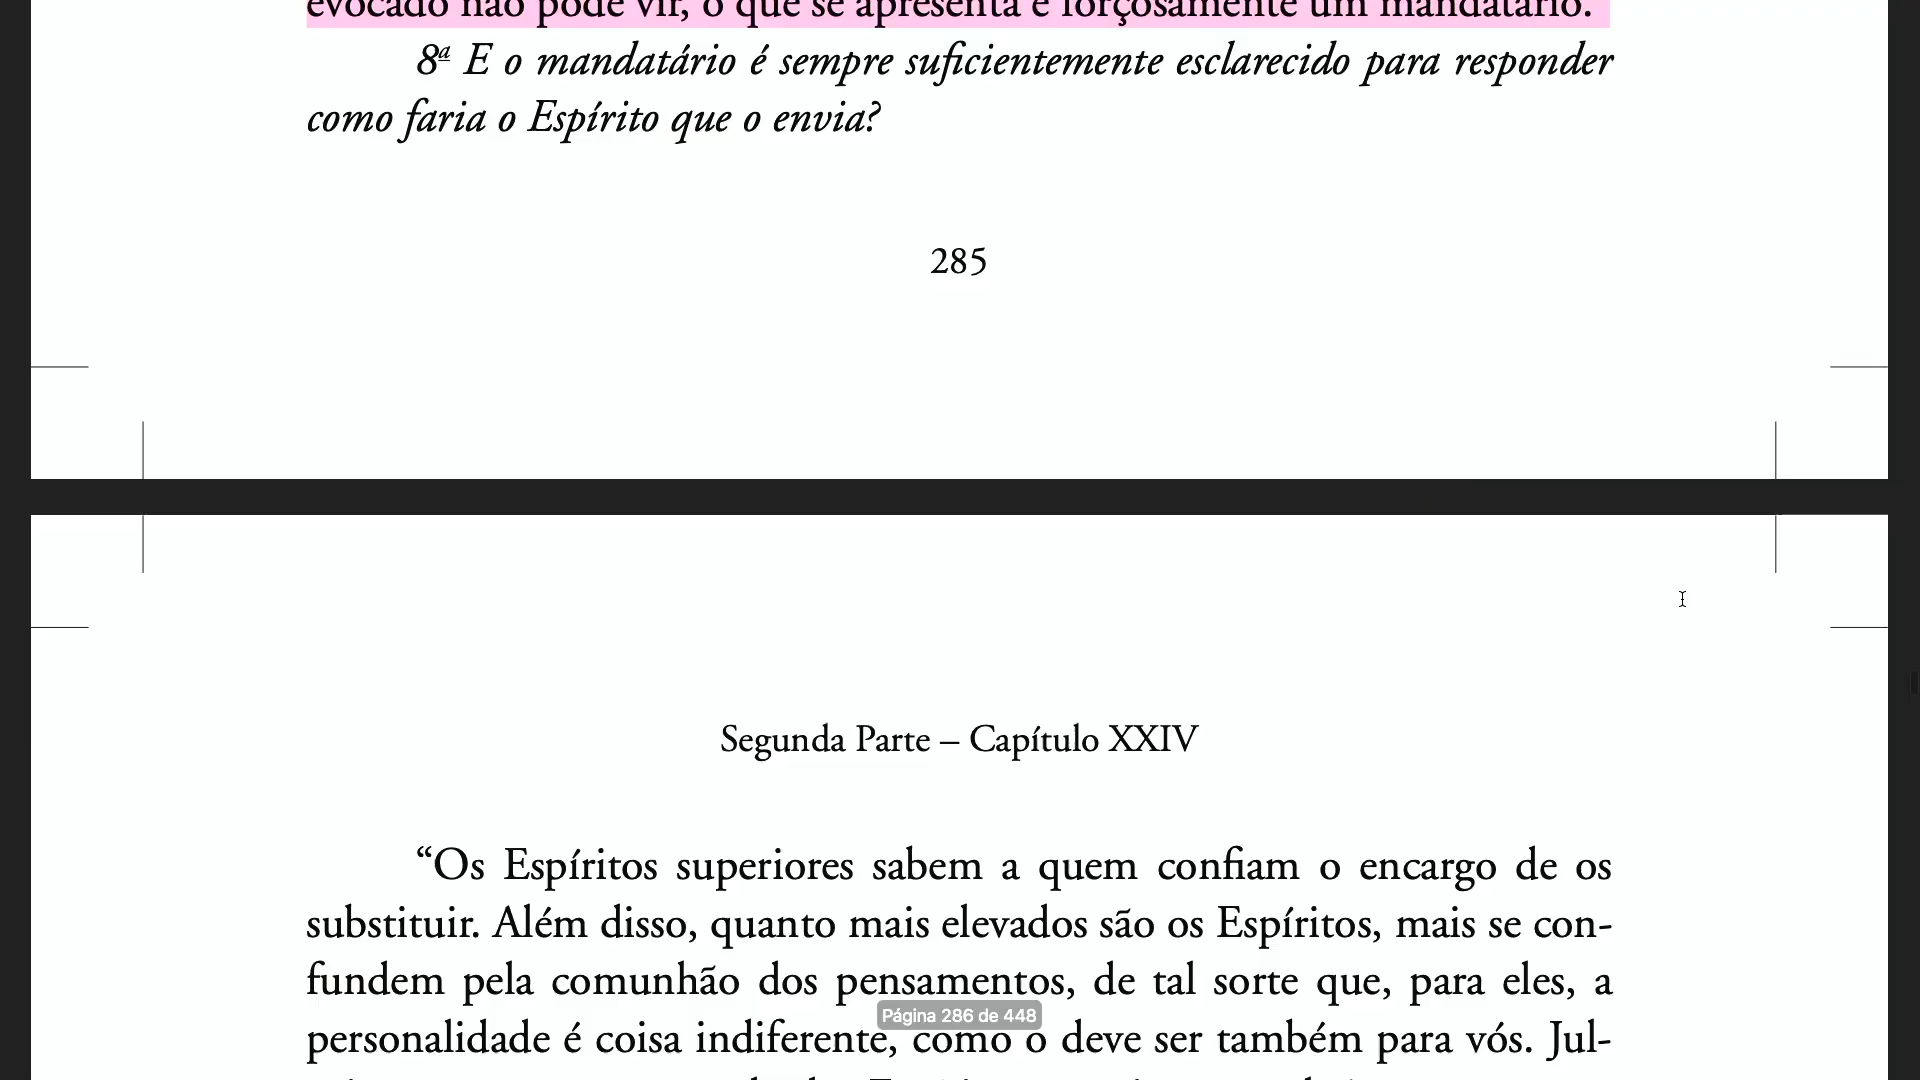 evocado não pode vir, o que se apresenta é forçosamente um mandatário.”
8ª E o mandatário é sempre suficientemente esclarecido para responder
como faria o Espírito que o envia?
285
Segunda Parte – Capítulo XXIV
“Os Espíritos superiores sabem a quem confiam o encargo de os
substituir. Além disso, quanto mais elevados são os Espíritos, mais se con-
fundem pela comunhão dos pensamentos, de tal sorte que, para eles, a
personalidade é coisa indiferente, como o deve ser também para vós. Jul-
Página 286 de 448